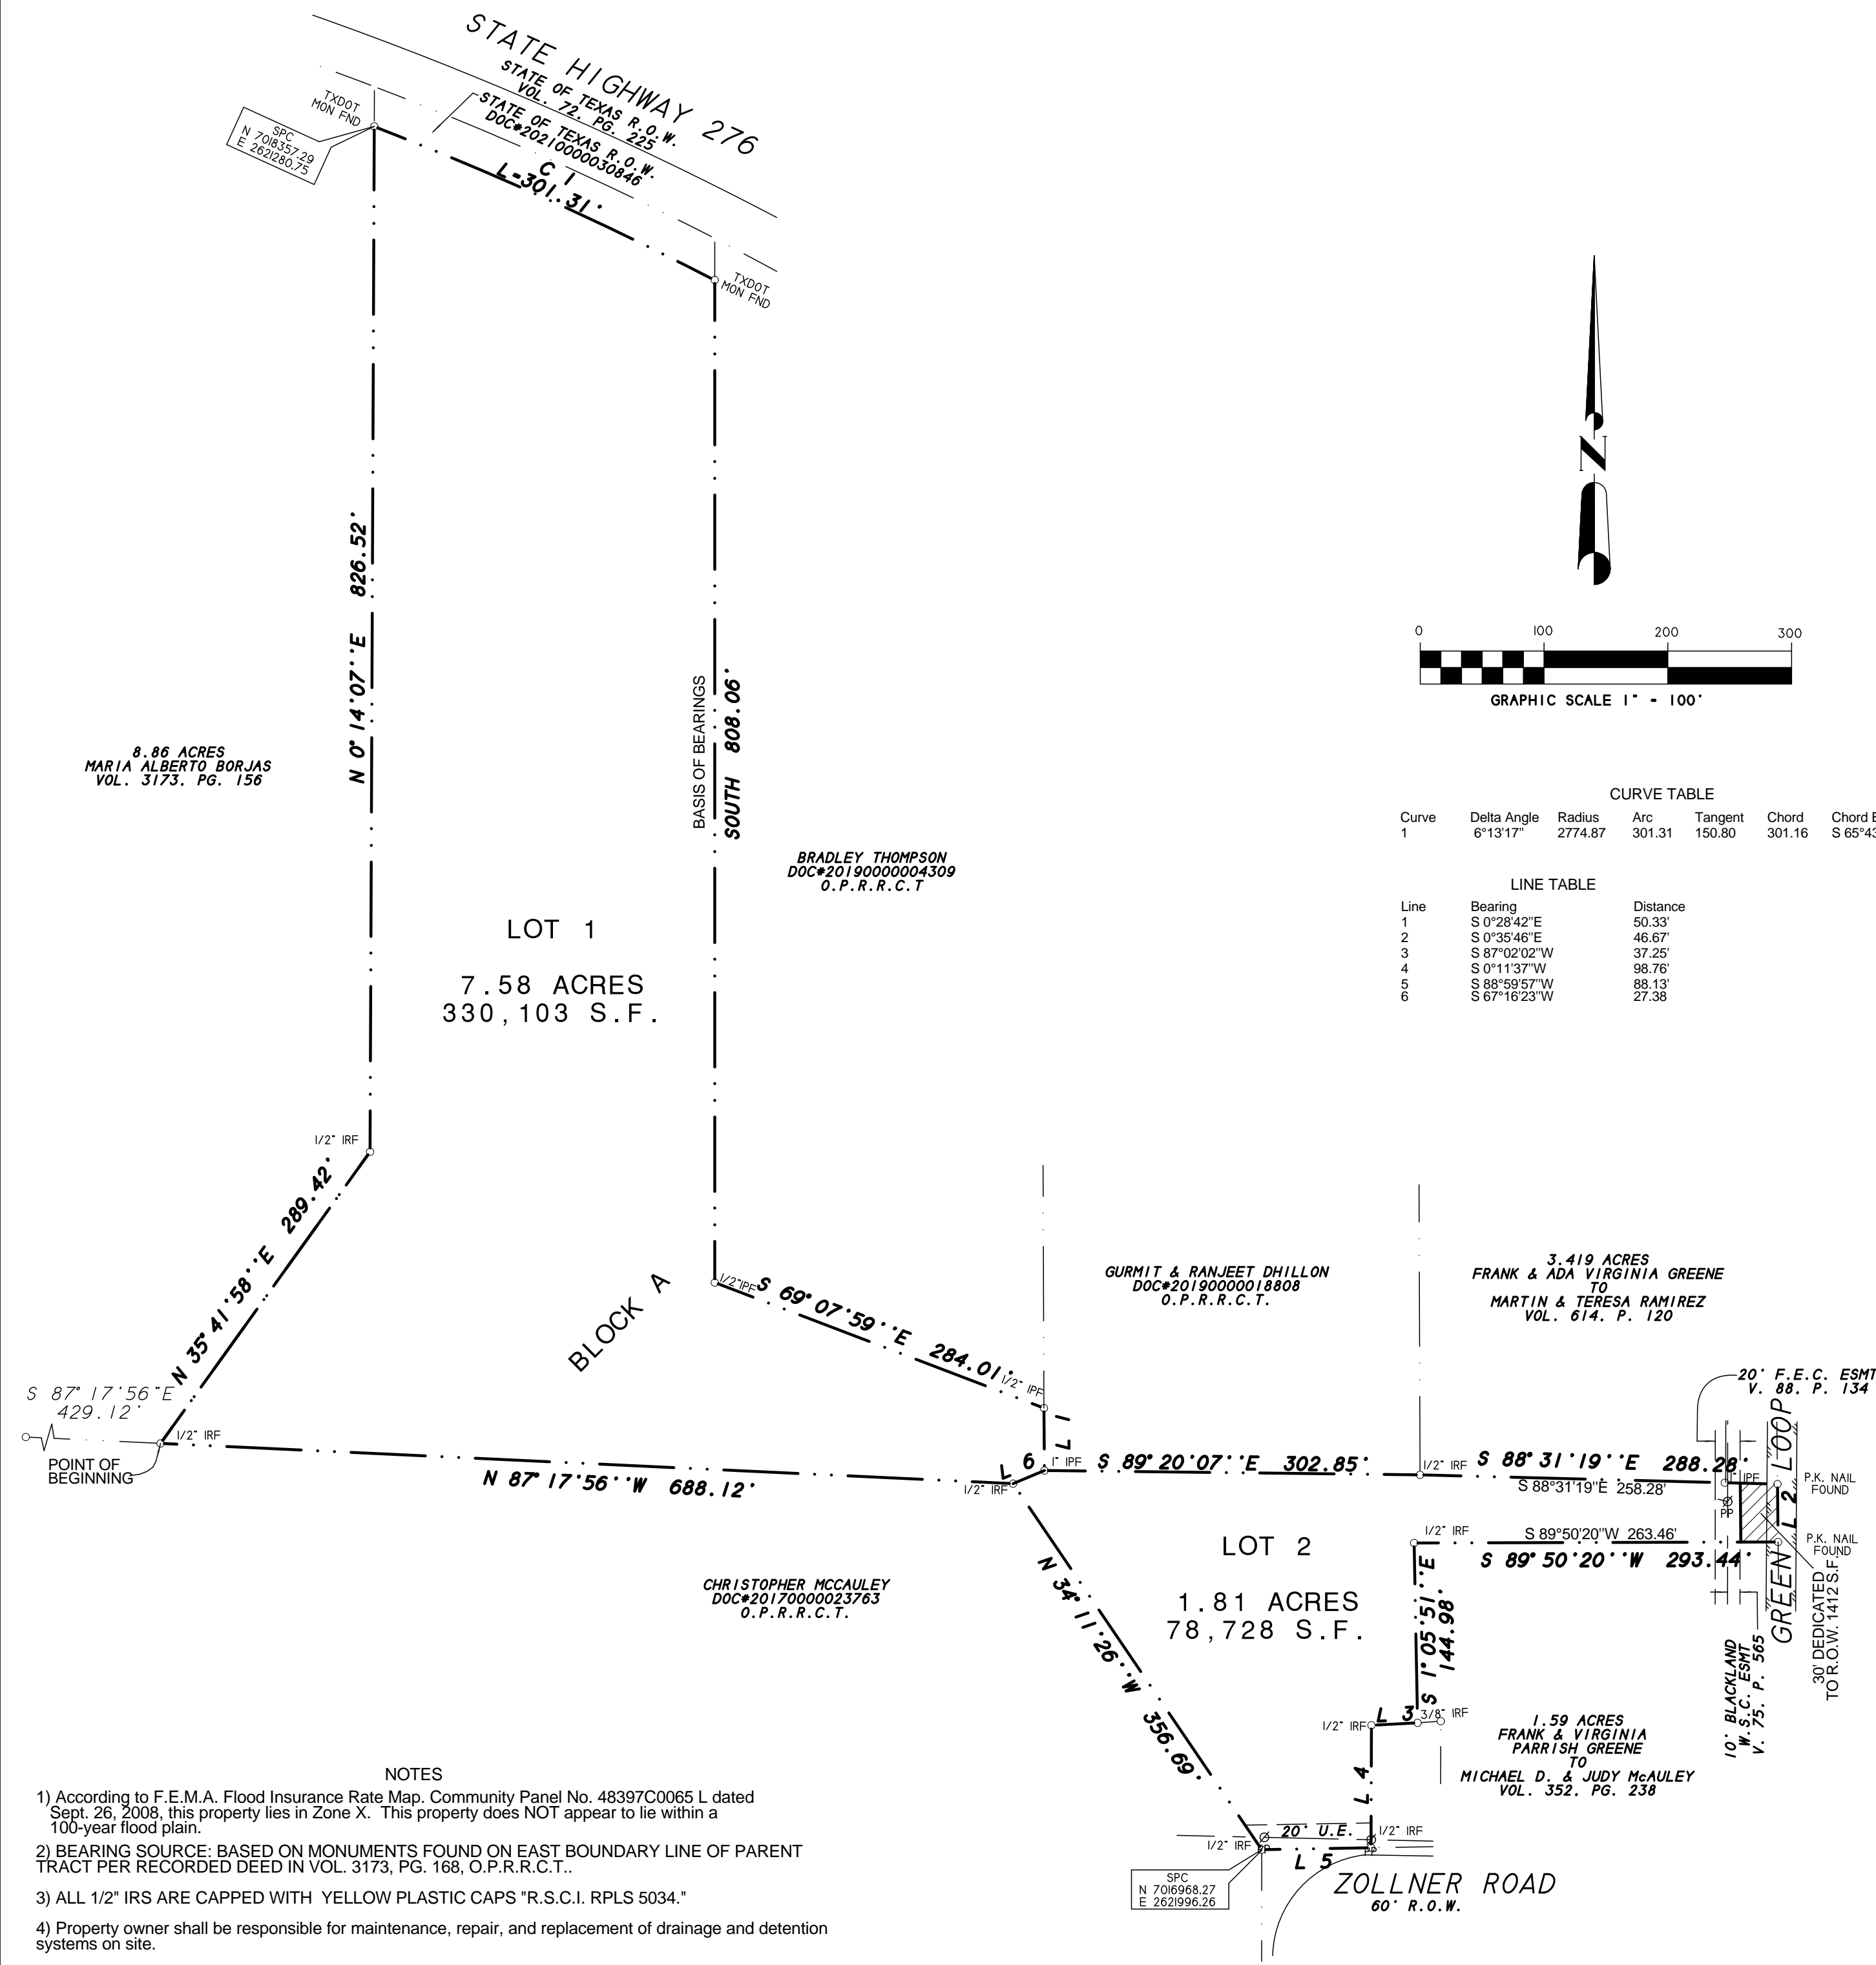 STATE HIGHWAY 276
STATE OF TEXAS R.O.W.
VOL. 72, PG. 225
STATE OF TEXAS R.O.W.
DOC#20210000030846
C 1
L=301.31'
TXDOT
MON FND
SPC
N 7018357.29
E 2621280.75
TXDOT
MON FND
N
0 100 200 300
GRAPHIC SCALE 1" = 100'
N 0°14'07''E 826.52'
BASIS OF BEARINGS
SOUTH 808.06'
8.86 ACRES
MARIA ALBERTO BORJAS
VOL. 3173, PG. 156
BRADLEY THOMPSON
DOC#20190000004309
O.P.R.R.C.T
CURVE TABLE
Curve Delta Angle Radius Arc Tangent Chord Chord B
1 6°13'17" 2774.87 301.31 150.80 301.16 S 65°43
LINE TABLE
Line Bearing Distance
1 S 0°28'42"E 50.33'
2 S 0°35'46"E 46.67'
3 S 87°02'02"W 37.25'
4 S 0°11'37"W 98.76'
5 S 88°59'57"W 88.13'
6 S 67°16'23"W 27.38
LOT 1
7.58 ACRES
330,103 S.F.
1/2" IRF
N 35°41'58''E 289.42'
BLOCK A
1/2"IPF
S 69°07'59''E 284.01'
1/2" IPF
L 1
GURMIT & RANJEET DHILLON
DOC#20190000018808
O.P.R.R.C.T.
3.419 ACRES
FRANK & ADA VIRGINIA GREENE
TO
MARTIN & TERESA RAMIREZ
VOL. 614, P. 120
20' F.E.C. ESMT
V. 88, P. 134
S 87°17'56"E
429.12'
1/2" IRF
POINT OF
BEGINNING
N 87°17'56''W 688.12'
L 6
1" IPF
1/2" IRF
S 89°20'07''E 302.85'
1/2" IRF
S 88°31'19''E 288.28'
S 88°31'19"E 258.28'
1" IPF
PP
P.K. NAIL
FOUND
L 2
GREEN LOOP
P.K. NAIL
FOUND
1/2" IRF
S 89°50'20"W 263.46'
S 89°50'20''W 293.44'
30' DEDICATED
TO R.O.W. 1412 S.F.
10' BLACKLAND
W.S.C. ESMT
V. 75, P. 565
LOT 2
1.81 ACRES
78,728 S.F.
CHRISTOPHER MCCAULEY
DOC#20170000023763
O.P.R.R.C.T.
N 34°11'26''W 356.69'
S 1°05'51''E
144.98'
L 3
1/2" IRF
3/8" IRF
L 4
1.59 ACRES
FRANK & VIRGINIA
PARRISH GREENE
TO
MICHAEL D. & JUDY McAULEY
VOL. 352, PG. 238
20' U.E.
1/2" IRF
1/2" IRF
PP
PP
L 5
SPC
N 7016968.27
E 2621996.26
ZOLLNER ROAD
60' R.O.W.
NOTES
1) According to F.E.M.A. Flood Insurance Rate Map. Community Panel No. 48397C0065 L dated
Sept. 26, 2008, this property lies in Zone X. This property does NOT appear to lie within a
100-year flood plain.
2) BEARING SOURCE: BASED ON MONUMENTS FOUND ON EAST BOUNDARY LINE OF PARENT
TRACT PER RECORDED DEED IN VOL. 3173, PG. 168, O.P.R.R.C.T..
3) ALL 1/2" IRS ARE CAPPED WITH YELLOW PLASTIC CAPS "R.S.C.I. RPLS 5034."
4) Property owner shall be responsible for maintenance, repair, and replacement of drainage and detention
systems on site.